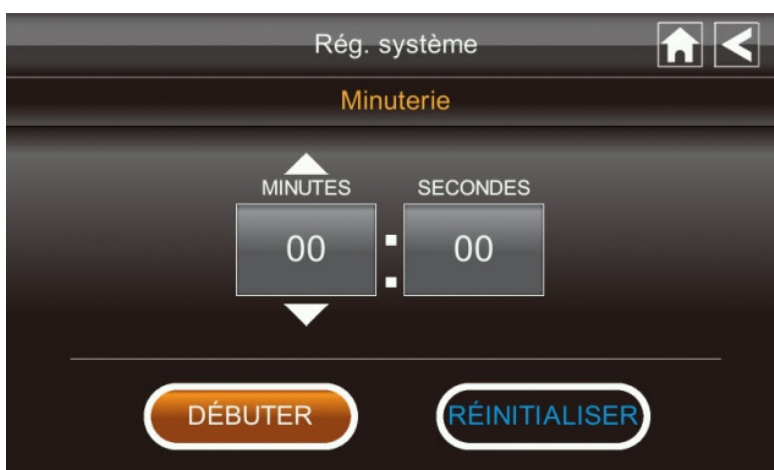 Rég. système
Minuterie
MINUTES SECONDES
00 : 00
DÉBUTER RÉINITIALISER